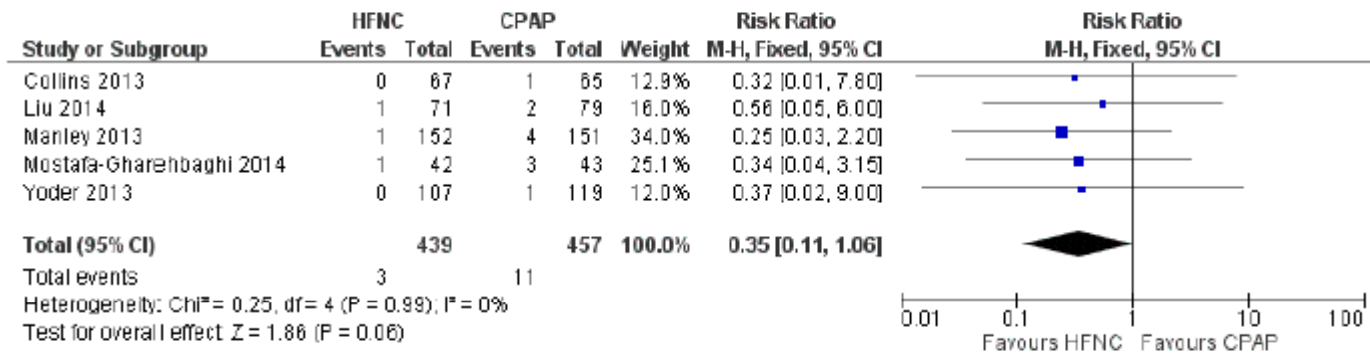 HFNC CPAP Risk Ratio Risk Ratio
Study or Subgroup Events Total Events Total Weight M-H, Fixed, 95% CI M-H, Fixed, 95% CI
Collins 2013 0 67 1 65 12.9% 0.32 [0.01, 7.80]
Liu 2014 1 71 2 79 16.0% 0.56 [0.05, 6.00]
Manley 2013 1 152 4 151 34.0% 0.25 [0.03, 2.20]
Mostafa-Gharehbaghi 2014 1 42 3 43 25.1% 0.34 [0.04, 3.15]
Yoder 2013 0 107 1 119 12.0% 0.37 [0.02, 9.00]
Total (95% CI) 439 457 100.0% 0.35 [0.11, 1.06]
Total events 3 11
Heterogeneity: Chi² = 0.25, df = 4 (P = 0.99); I² = 0%
Test for overall effect: Z = 1.86 (P = 0.06)
0.01 0.1 1 10 100
Favours HFNC Favours CPAP